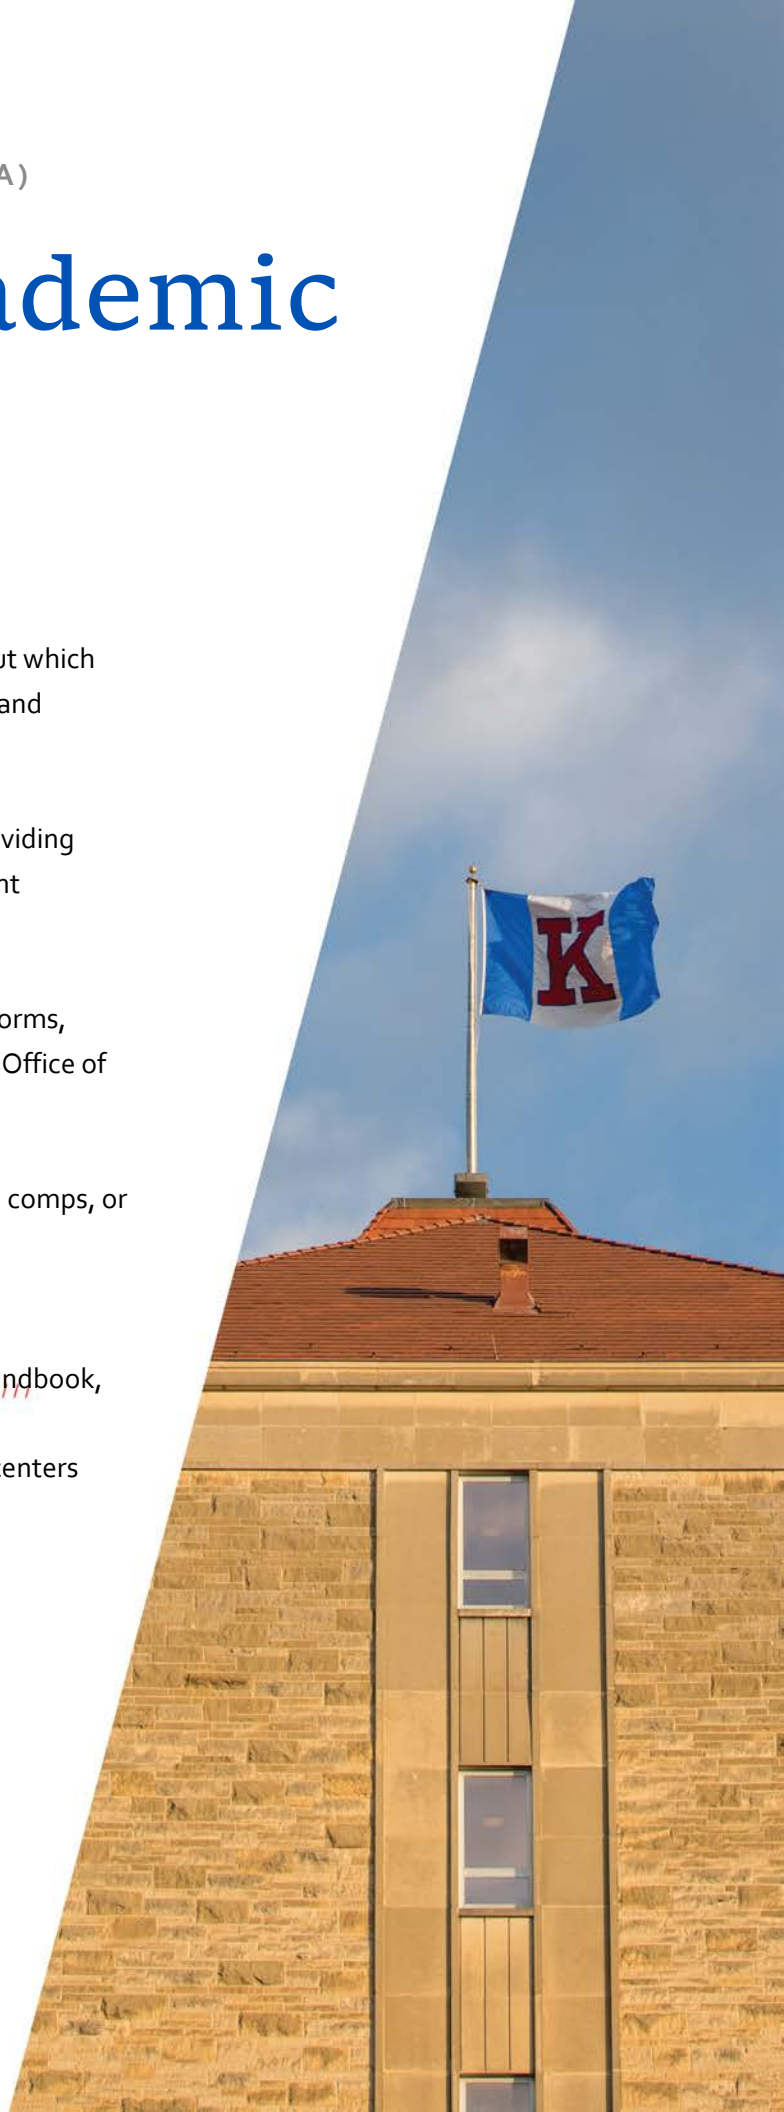 A)
ademic
ut which
and
viding
nt
orms,
Office of
comps, or
ndbook,
enters
K